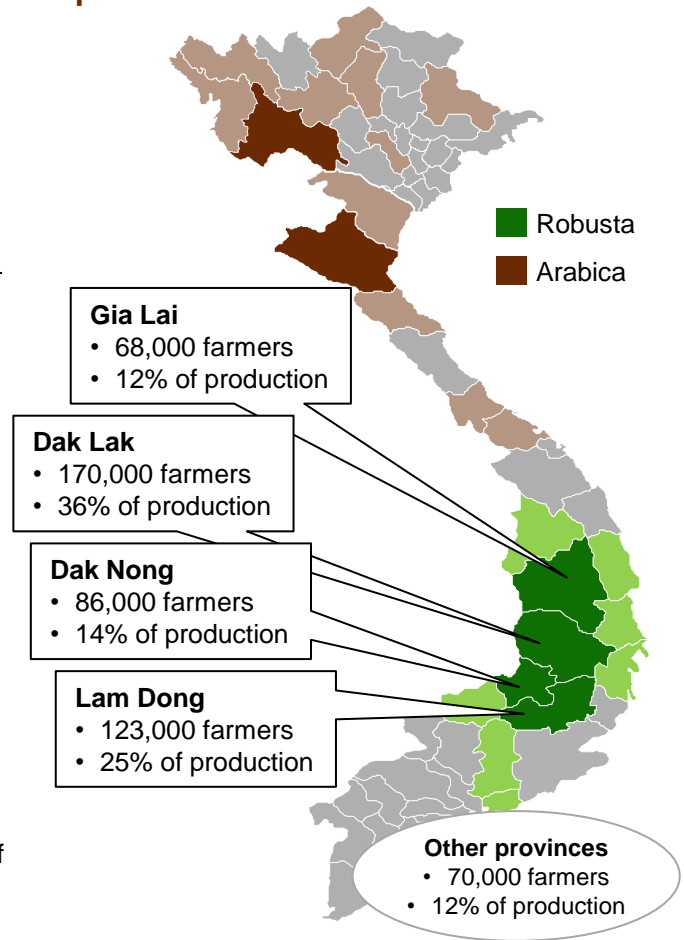 Robusta
Arabica
Gia Lai
• 68,000 farmers
• 12% of production
Dak Lak
• 170,000 farmers
• 36% of production
Dak Nong
• 86,000 farmers
• 14% of production
Lam Dong
• 123,000 farmers
• 25% of production
Other provinces
• 70,000 farmers
• 12% of production